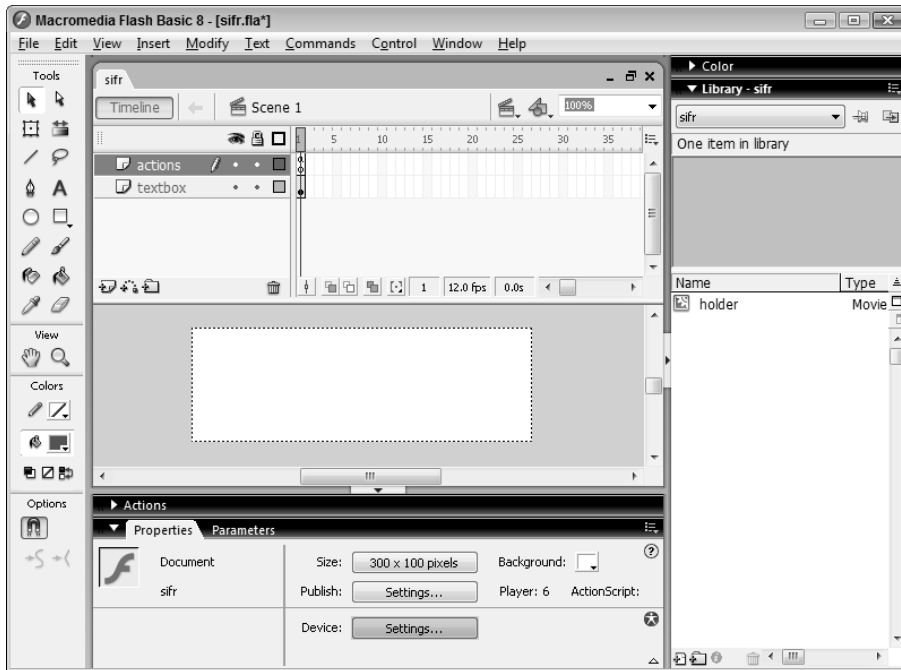 Macromedia Flash Basic 8 - [sifr.fla*]
File Edit View Insert Modify Text Commands Control Window Help
Tools
sifr
Timeline
Scene 1
100%
1 5 10 15 20 25 30 35
actions
textbox
1 12.0 fps 0.0s
View
Colors
Options
Actions
Properties Parameters
Document
sifr
Size: 300 x 100 pixels Background:
Publish: Settings... Player: 6 ActionScript:
Device: Settings...
Color
Library - sifr
sifr
One item in library
Name Type
holder Movie